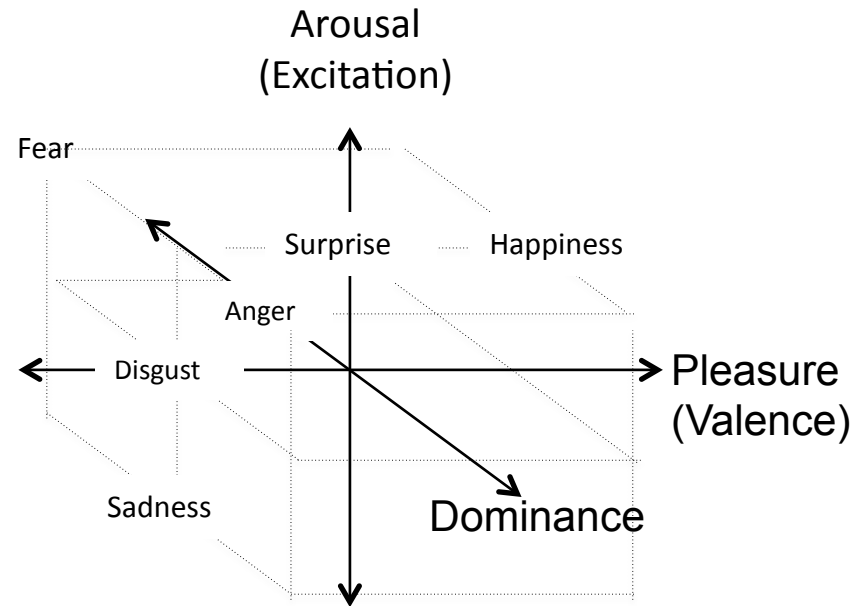 Arousal
(Excitation)
Fear
Surprise
Happiness
Anger
Disgust
Pleasure
(Valence)
Sadness
Dominance